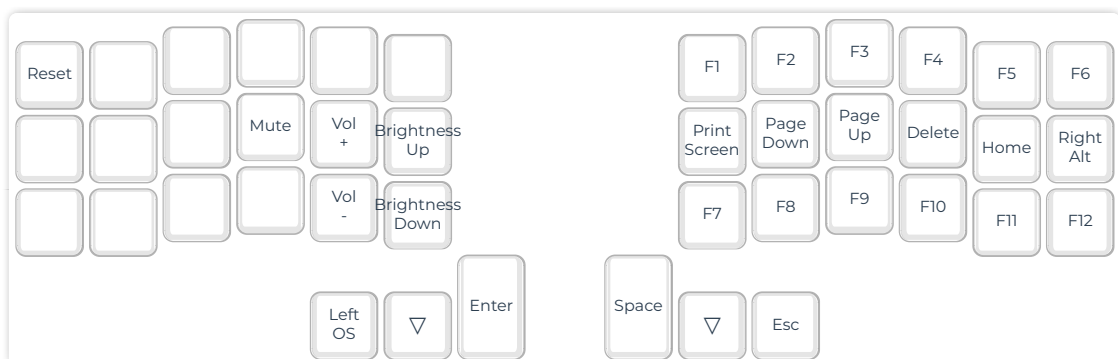 Reset
F1
F2
F3
F4
F5
F6
Mute
Vol
+
Brightness
Up
Print
Screen
Page
Down
Page
Up
Delete
Home
Right
Alt
Vol
-
Brightness
Down
F7
F8
F9
F10
F11
F12
Left
OS
▽
Enter
Space
▽
Esc